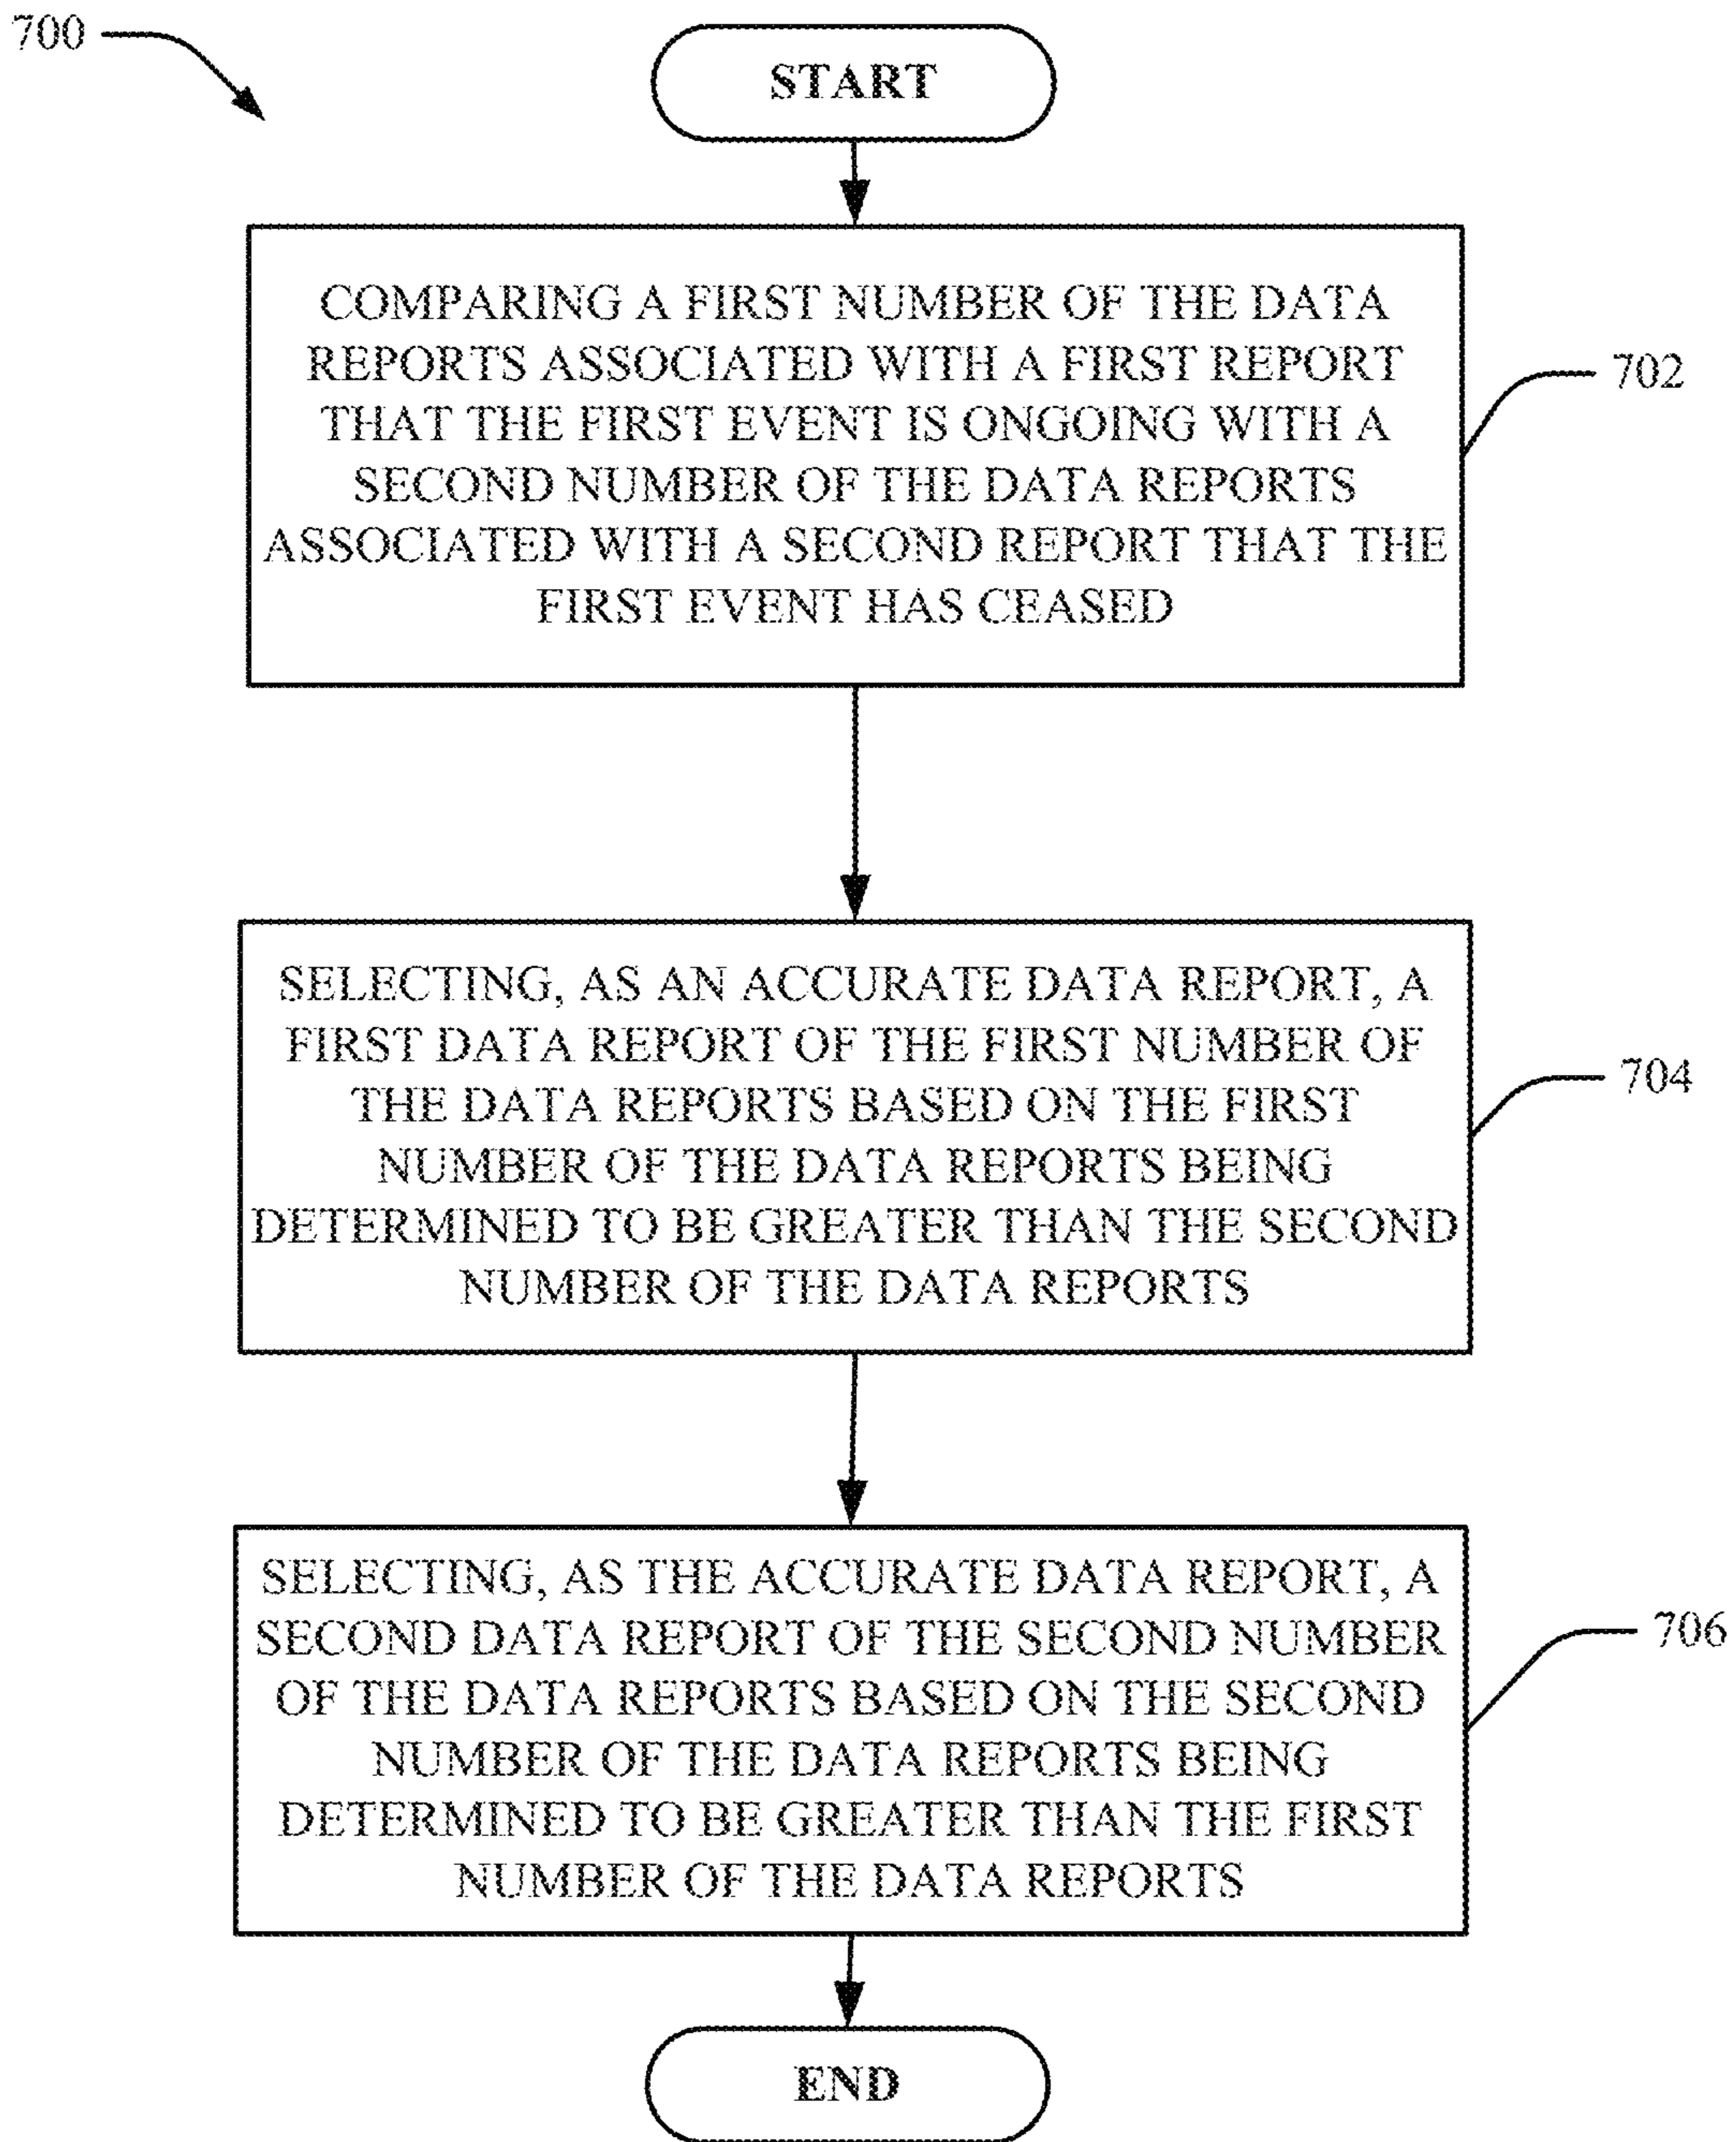 700
START
COMPARING A FIRST NUMBER OF THE DATA
REPORTS ASSOCIATED WITH A FIRST REPORT
THAT THE FIRST EVENT IS ONGOING WITH A
SECOND NUMBER OF THE DATA REPORTS
ASSOCIATED WITH A SECOND REPORT THAT THE
FIRST EVENT HAS CEASED
702
SELECTING, AS AN ACCURATE DATA REPORT, A
FIRST DATA REPORT OF THE FIRST NUMBER OF
THE DATA REPORTS BASED ON THE FIRST
NUMBER OF THE DATA REPORTS BEING
DETERMINED TO BE GREATER THAN THE SECOND
NUMBER OF THE DATA REPORTS
704
SELECTING, AS THE ACCURATE DATA REPORT, A
SECOND DATA REPORT OF THE SECOND NUMBER
OF THE DATA REPORTS BASED ON THE SECOND
NUMBER OF THE DATA REPORTS BEING
DETERMINED TO BE GREATER THAN THE FIRST
NUMBER OF THE DATA REPORTS
706
END